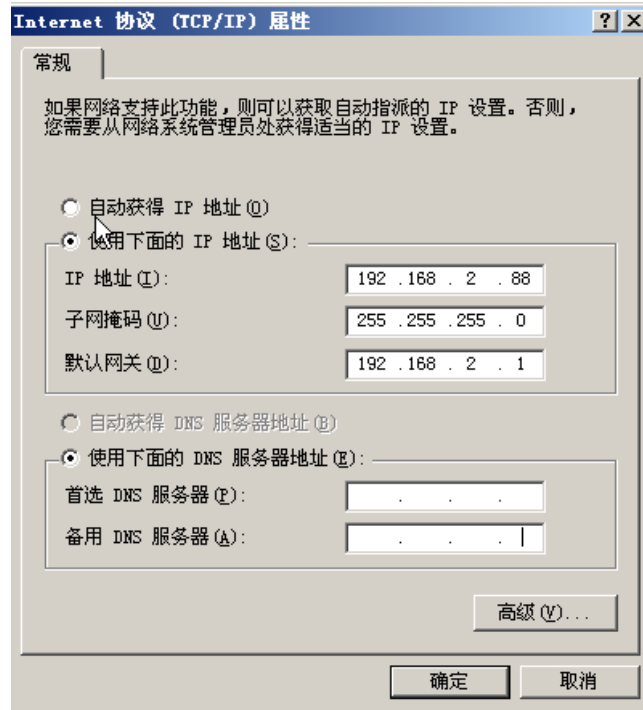 Internet 协议 (TCP/IP) 属性
常规
如果网络支持此功能，则可以获取自动指派的 IP 设置。否则，
您需要从网络系统管理员处获得适当的 IP 设置。
自动获得 IP 地址(O)
使用下面的 IP 地址(S):
IP 地址(I): 192 .168 . 2 . 88
子网掩码(U): 255 .255 .255 . 0
默认网关(D): 192 .168 . 2 . 1
自动获得 DNS 服务器地址(B)
使用下面的 DNS 服务器地址(E):
首选 DNS 服务器(P): . . .
备用 DNS 服务器(A): . . .
高级(V)...
确定 取消